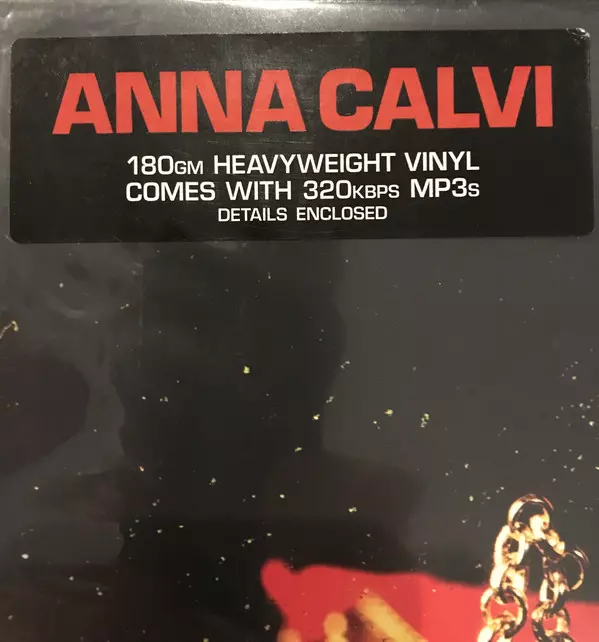 ANNA CALVI
180GM HEAVYWEIGHT VINYL
COMES WITH 320KBPS MP3S
DETAILS ENCLOSED